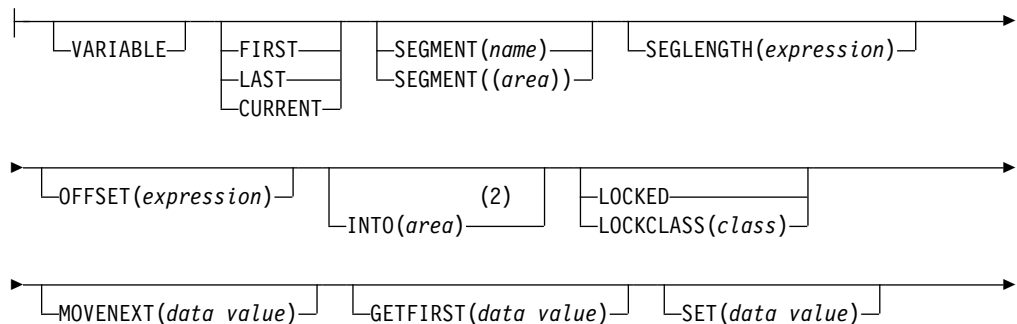 VARIABLE FIRST SEGMENT(name) SEGLENGTH(expression)
LAST SEGMENT((area))
CURRENT
OFFSET(expression) (2) LOCKED
INTO(area) LOCKCLASS(class)
MOVENEXT(data value) GETFIRST(data value) SET(data value)